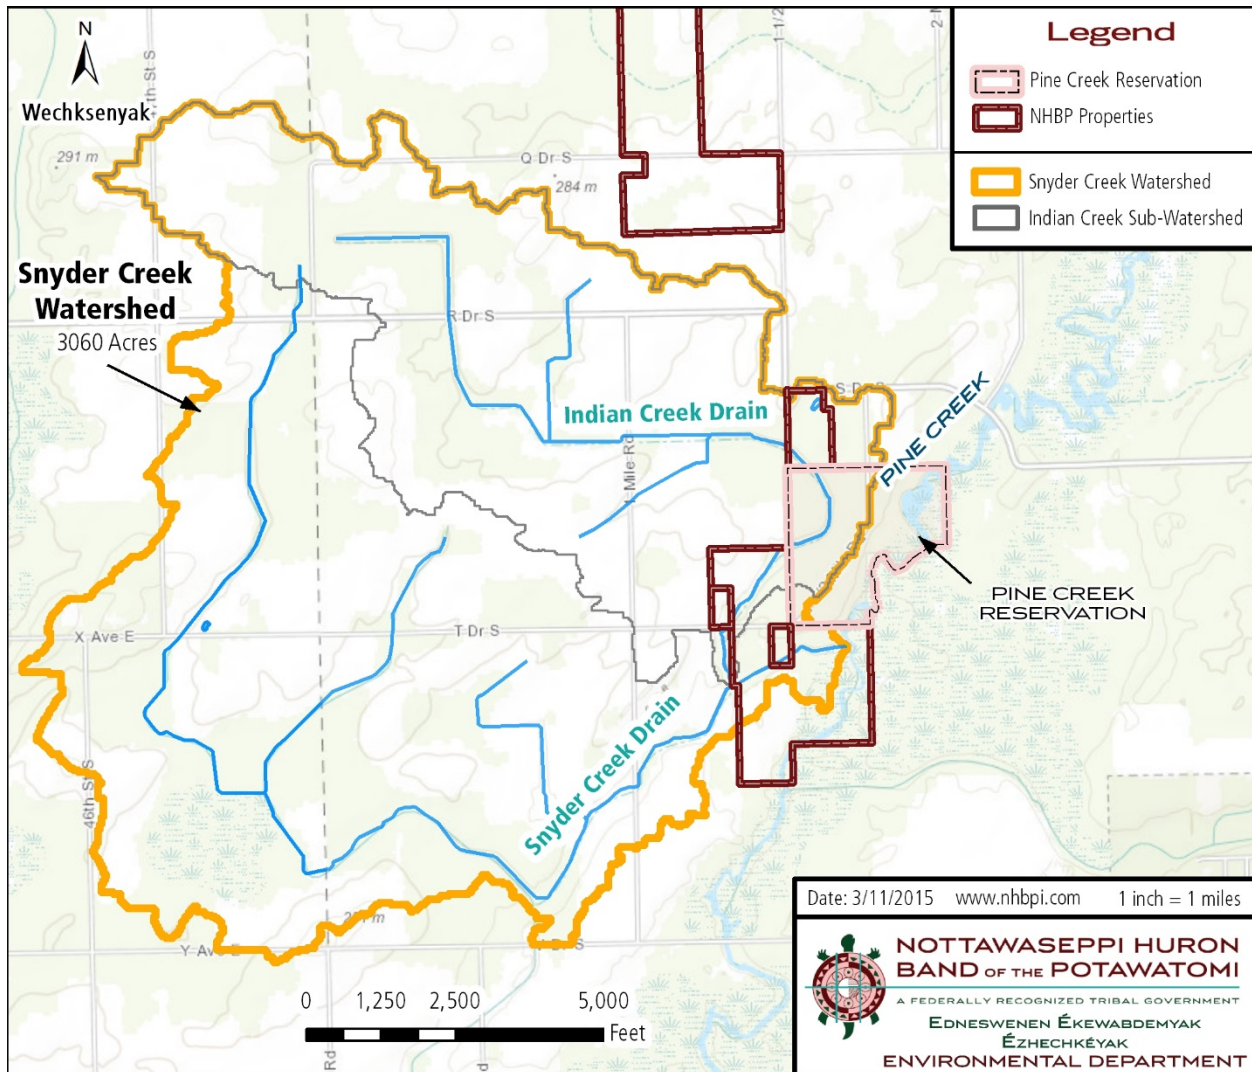 N
Wechksenyak
291 m
Q Dr S
284 m
1-1/2
Legend
Pine Creek Reservation
NHBP Properties
Snyder Creek Watershed
Indian Creek Sub-Watershed
Snyder Creek
Watershed
3060 Acres
R Dr S
Indian Creek Drain
Mile Rd
PINE CREEK
PINE CREEK
RESERVATION
X Ave E
T Dr S
Snyder Creek Drain
46th St S
Y Ave E
Dr S
Rd
0 1,250 2,500 5,000
Feet
Date: 3/11/2015 www.nhbpi.com 1 inch = 1 miles
NOTTAWASEPPI HURON
BAND OF THE POTAWATOMI
A FEDERALLY RECOGNIZED TRIBAL GOVERNMENT
EDNESWENEN ÉKEWABDEMYAK
ÉZHECHKÉYAK
ENVIRONMENTAL DEPARTMENT